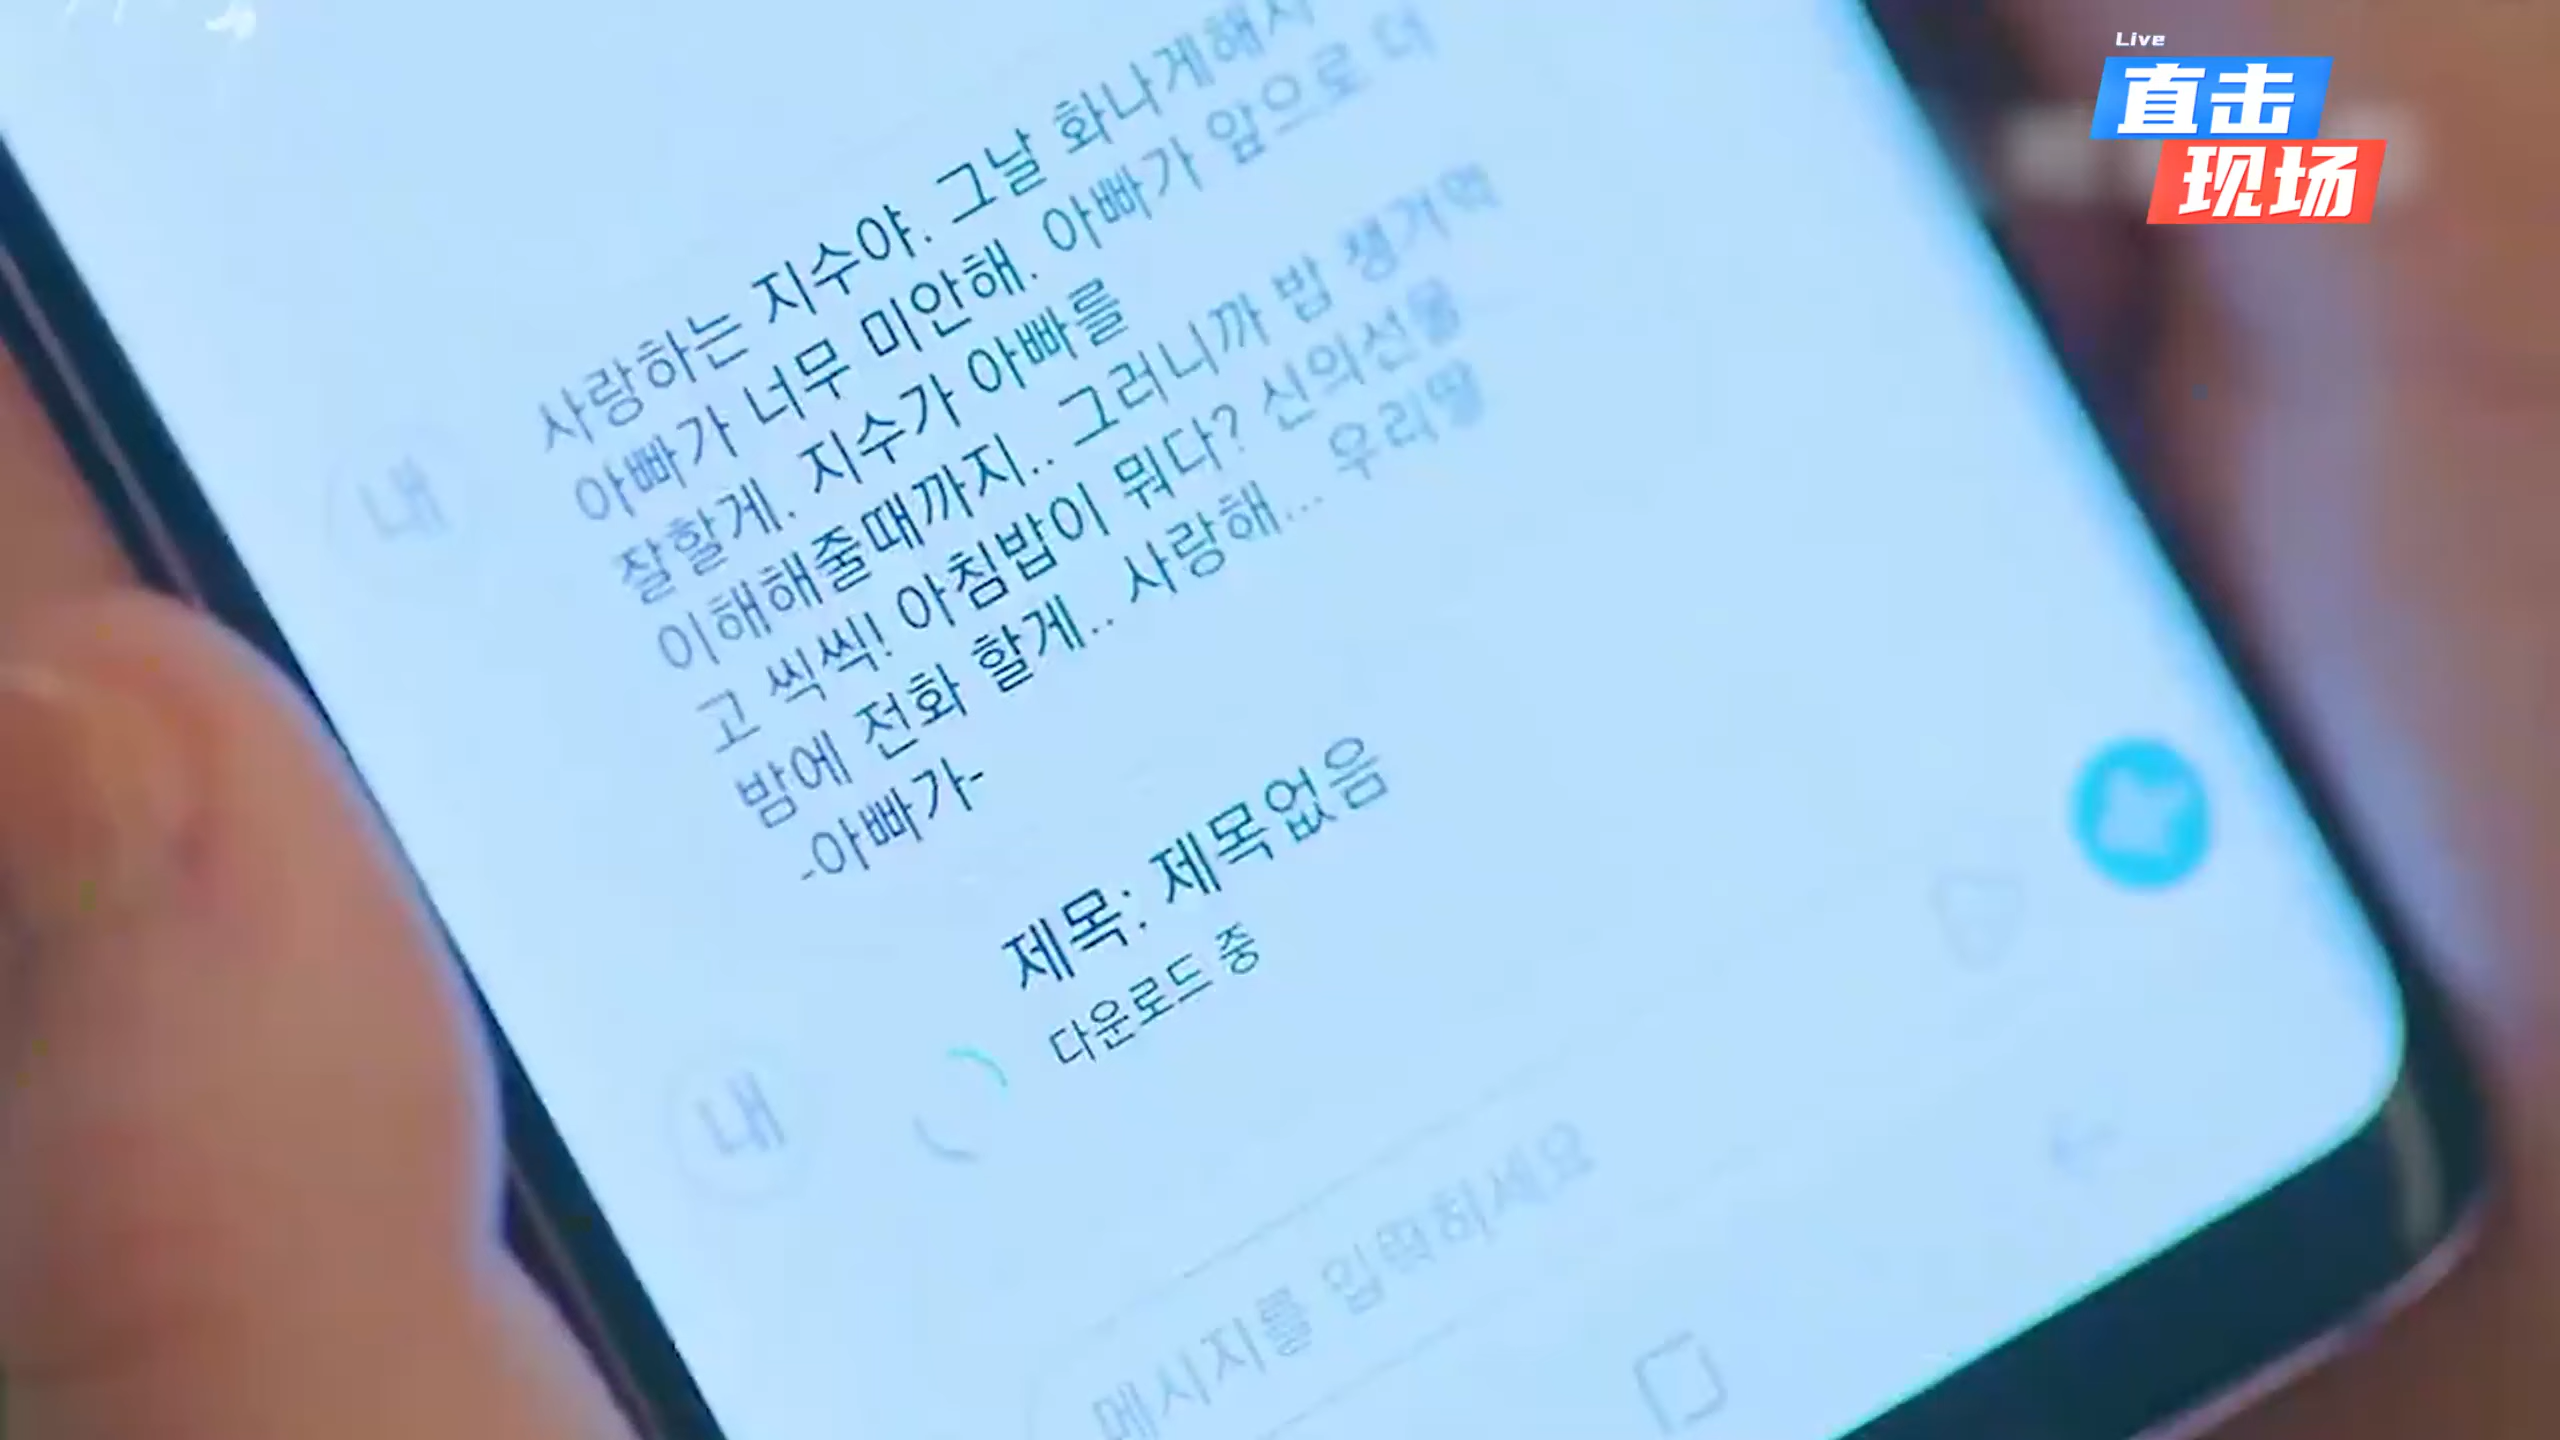 Live
直击
现场
사랑하는 지수야. 그날 화나게해서
아빠가 너무 미안해. 아빠가 앞으로 더
잘할게. 지수가 아빠를
이해해줄때까지.. 그러니까 밥 챙겨먹
고 씩씩! 아침밥이 뭐다? 신의선물
밤에 전화 할게.. 사랑해... 우리딸
-아빠가-
내
제목: 제목없음
다운로드 중
내
메시지를 입력하세요